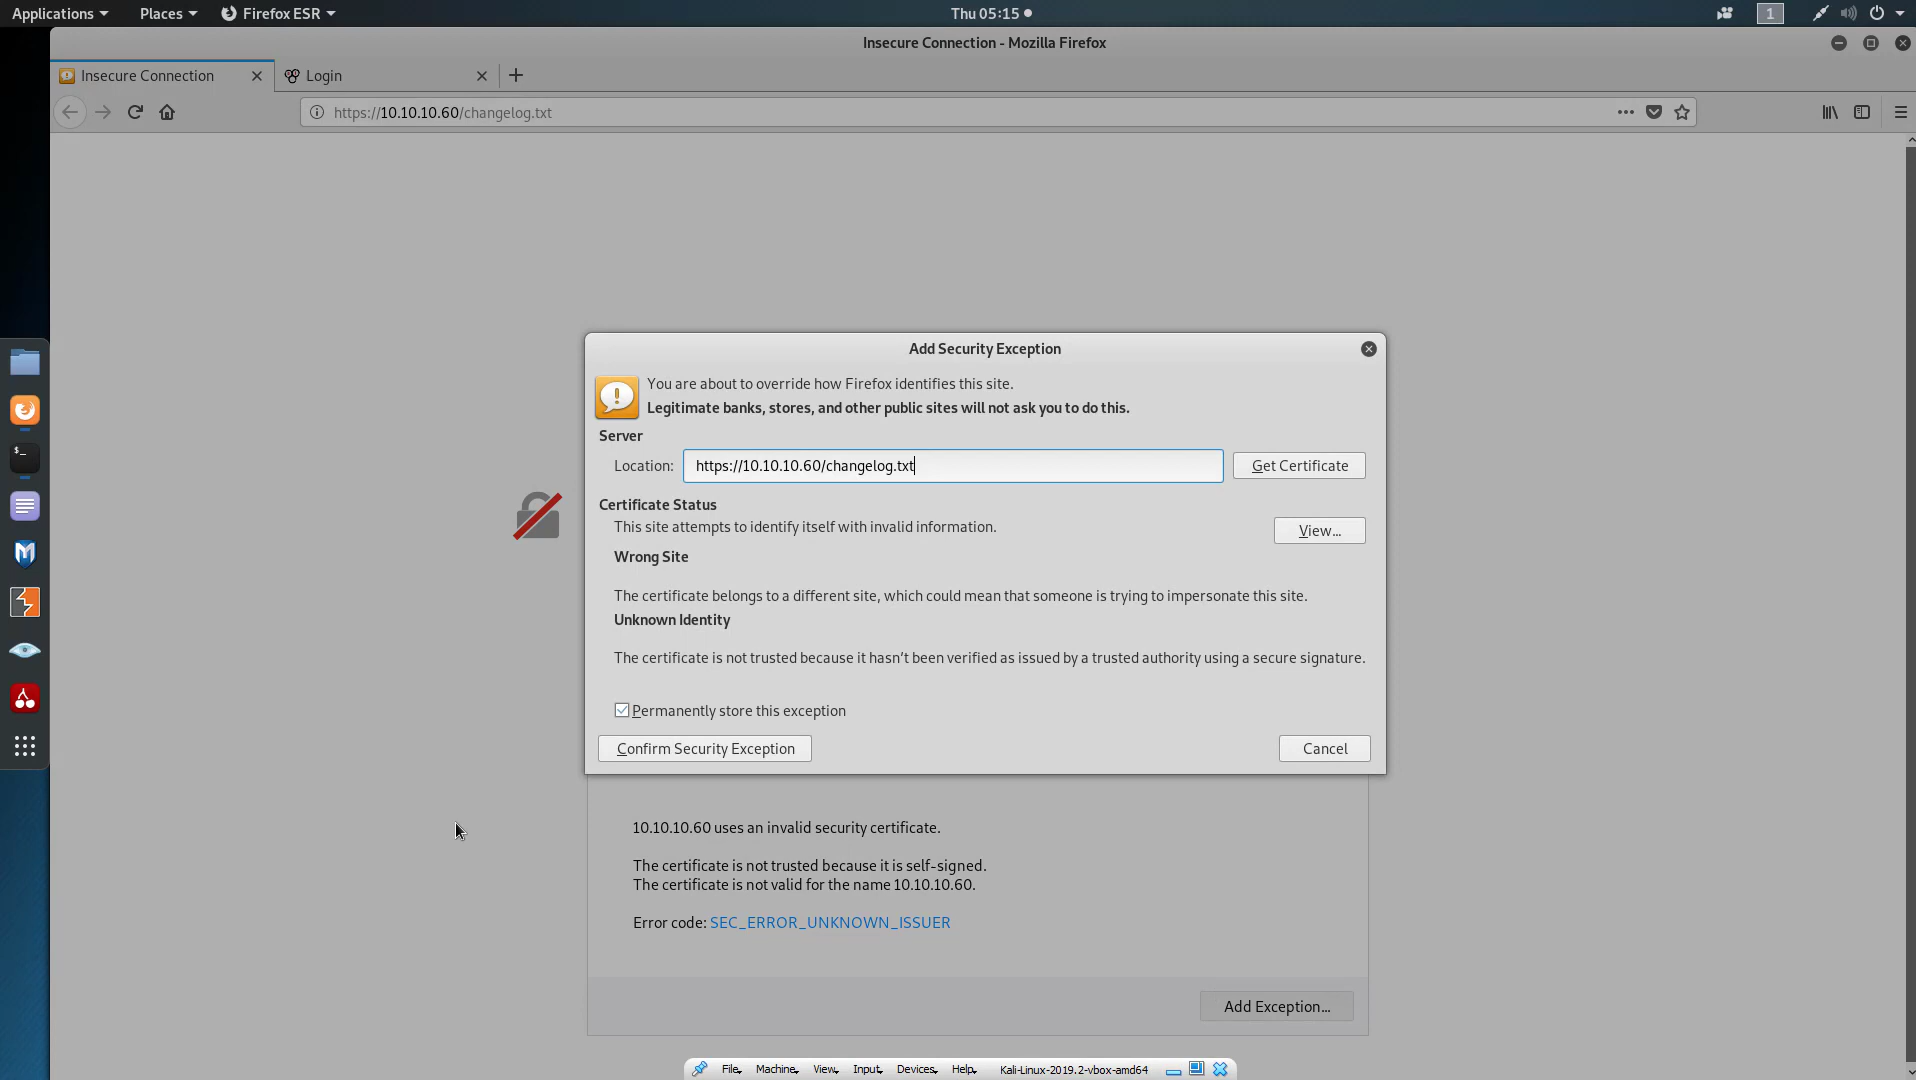 Applications Places Firefox ESR Thu 05:15 1
Insecure Connection - Mozilla Firefox
Insecure Connection Login
https://10.10.10.60/changelog.txt
Add Security Exception
You are about to override how Firefox identifies this site.
Legitimate banks, stores, and other public sites will not ask you to do this.
Server
Location: https://10.10.10.60/changelog.txt Get Certificate
Certificate Status
This site attempts to identify itself with invalid information.
View...
Wrong Site
The certificate belongs to a different site, which could mean that someone is trying to impersonate this site.
Unknown Identity
The certificate is not trusted because it hasn't been verified as issued by a trusted authority using a secure signature.
Permanently store this exception
Confirm Security Exception Cancel
10.10.10.60 uses an invalid security certificate.
The certificate is not trusted because it is self-signed.
The certificate is not valid for the name 10.10.10.60.
Error code: SEC_ERROR_UNKNOWN_ISSUER
Add Exception...
File Machine View Input Devices Help Kali-Linux-2019.2-vbox-amd64